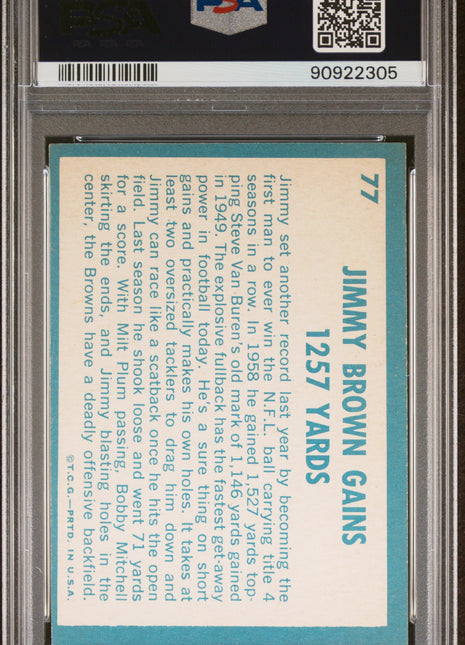 PSA
90922305
77
JIMMY BROWN GAINS
1257 YARDS
Jimmy set another record last year by becoming the
first man to ever win the N.F.L. ball carrying title 4
seasons in a row. In 1958 he gained 1,527 yards top-
ping Steve Van Buren's old mark of 1,146 yards gained
in 1949. The explosive fullback has the fastest get-away
power in football today. He's a sure thing on short
gains and practically makes his own holes. It takes at
least two oversized tacklers to drag him down and
Jimmy can race like a scatback once he hits the open
field. Last season he shook loose and went 71 yards
for a score. With Milt Plum passing, Bobby Mitchell
skirting the ends, and Jimmy blasting holes in the
center, the Browns have a deadly offensive backfield.
©T.C.G.—PRTD. IN U.S.A.